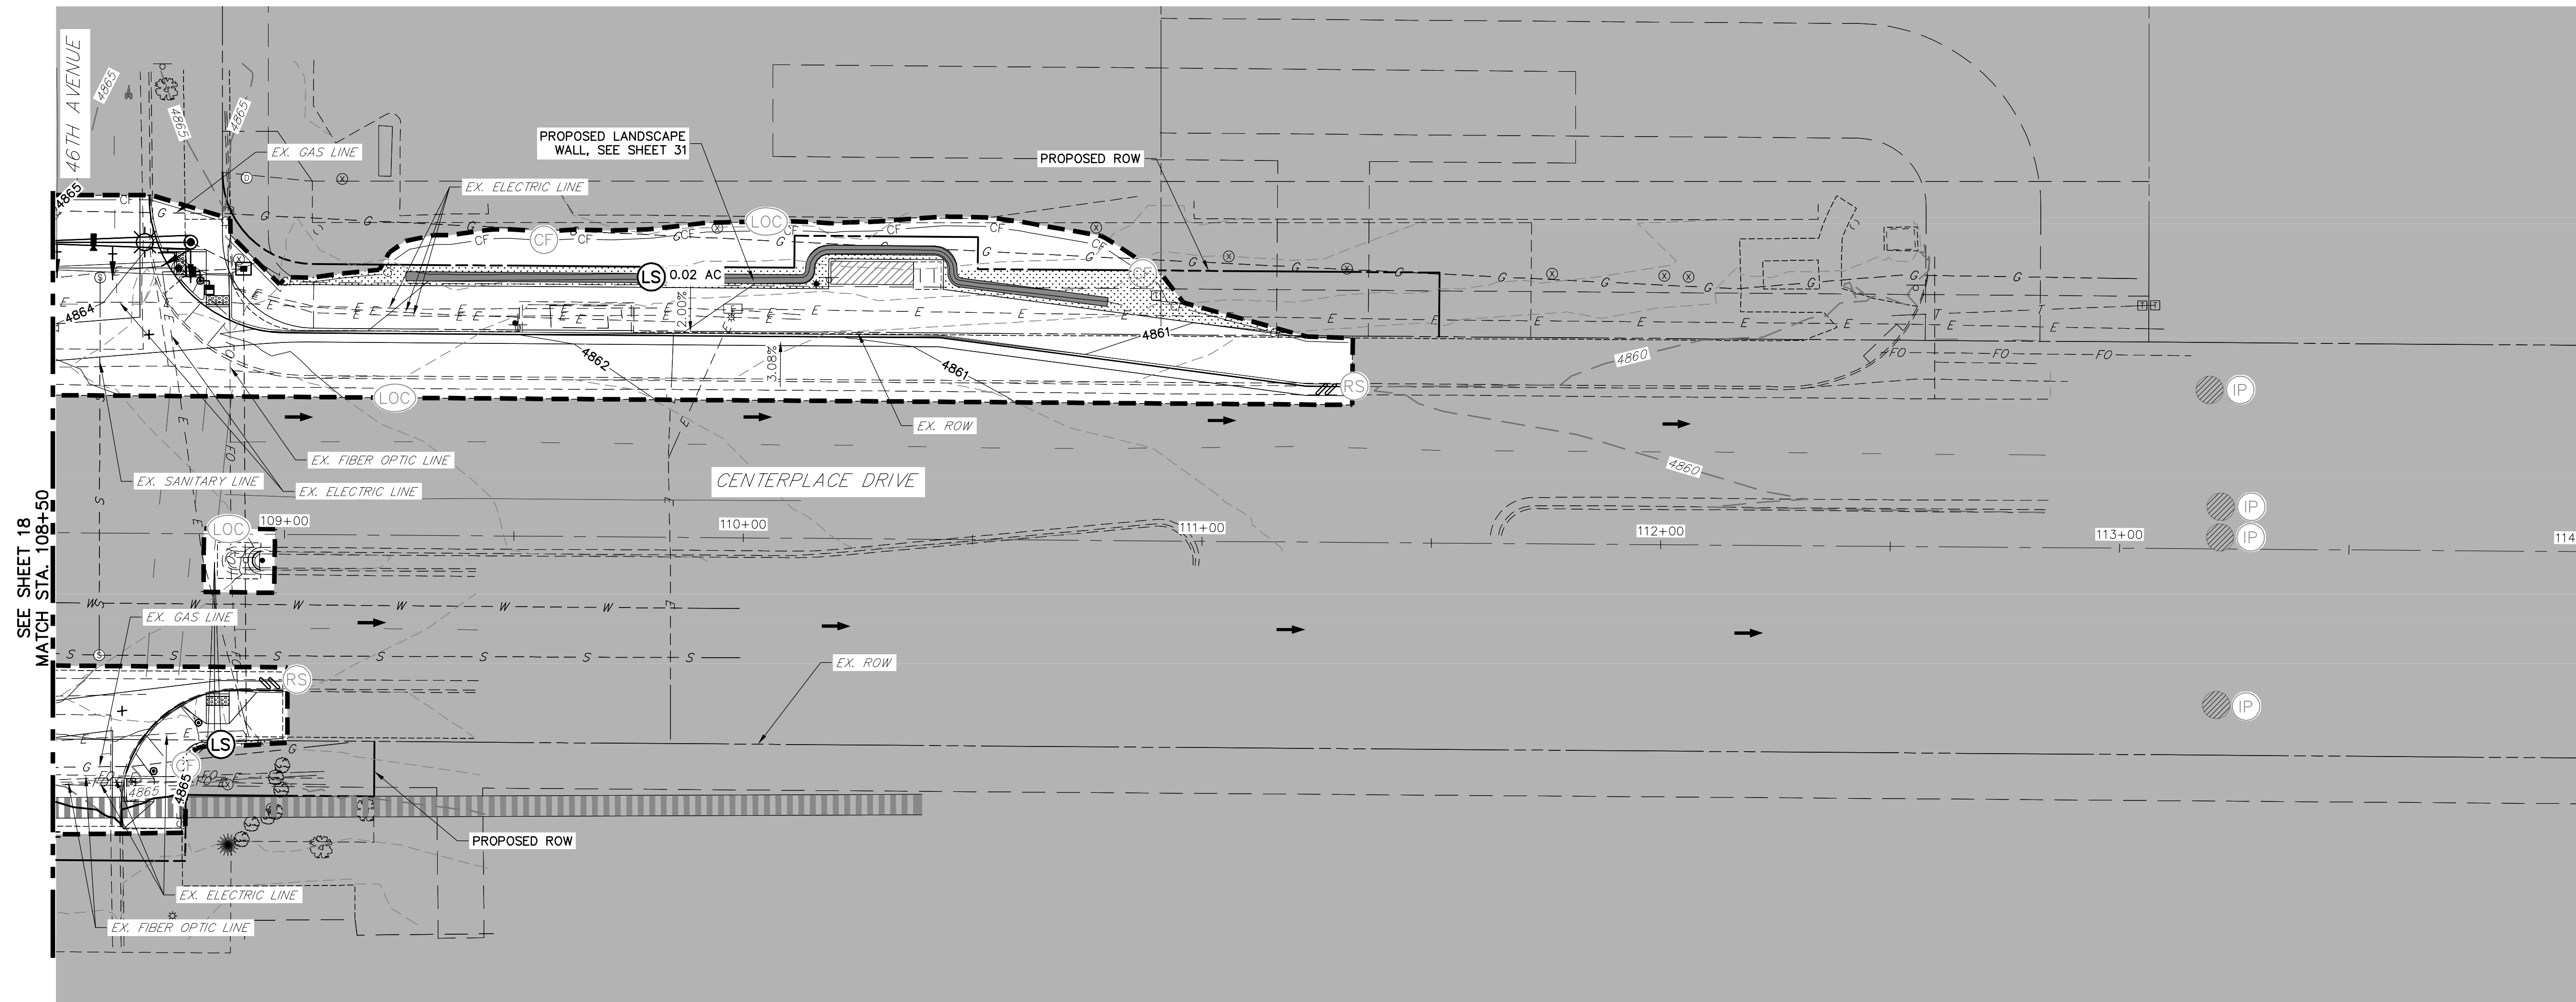 46TH AVENUE
4865
4865
4865
EX. GAS LINE
PROPOSED LANDSCAPE
WALL, SEE SHEET 31
PROPOSED ROW
EX. ELECTRIC LINE
LOC
CF
4865
LS
0.02 AC
CF
4864
2.00%
3.08%
4862
4861
4861
4860
RS
IP
LOC
EX. ROW
EX. FIBER OPTIC LINE
EX. SANITARY LINE
EX. ELECTRIC LINE
CENTERPLACE DRIVE
4860
IP
IP
LOC
109+00
110+00
111+00
112+00
113+00
114
SEE SHEET 18
MATCH STA. 108+50
EX. GAS LINE
EX. ROW
RS
IP
LS
CF
4865
4865
PROPOSED ROW
EX. ELECTRIC LINE
EX. FIBER OPTIC LINE